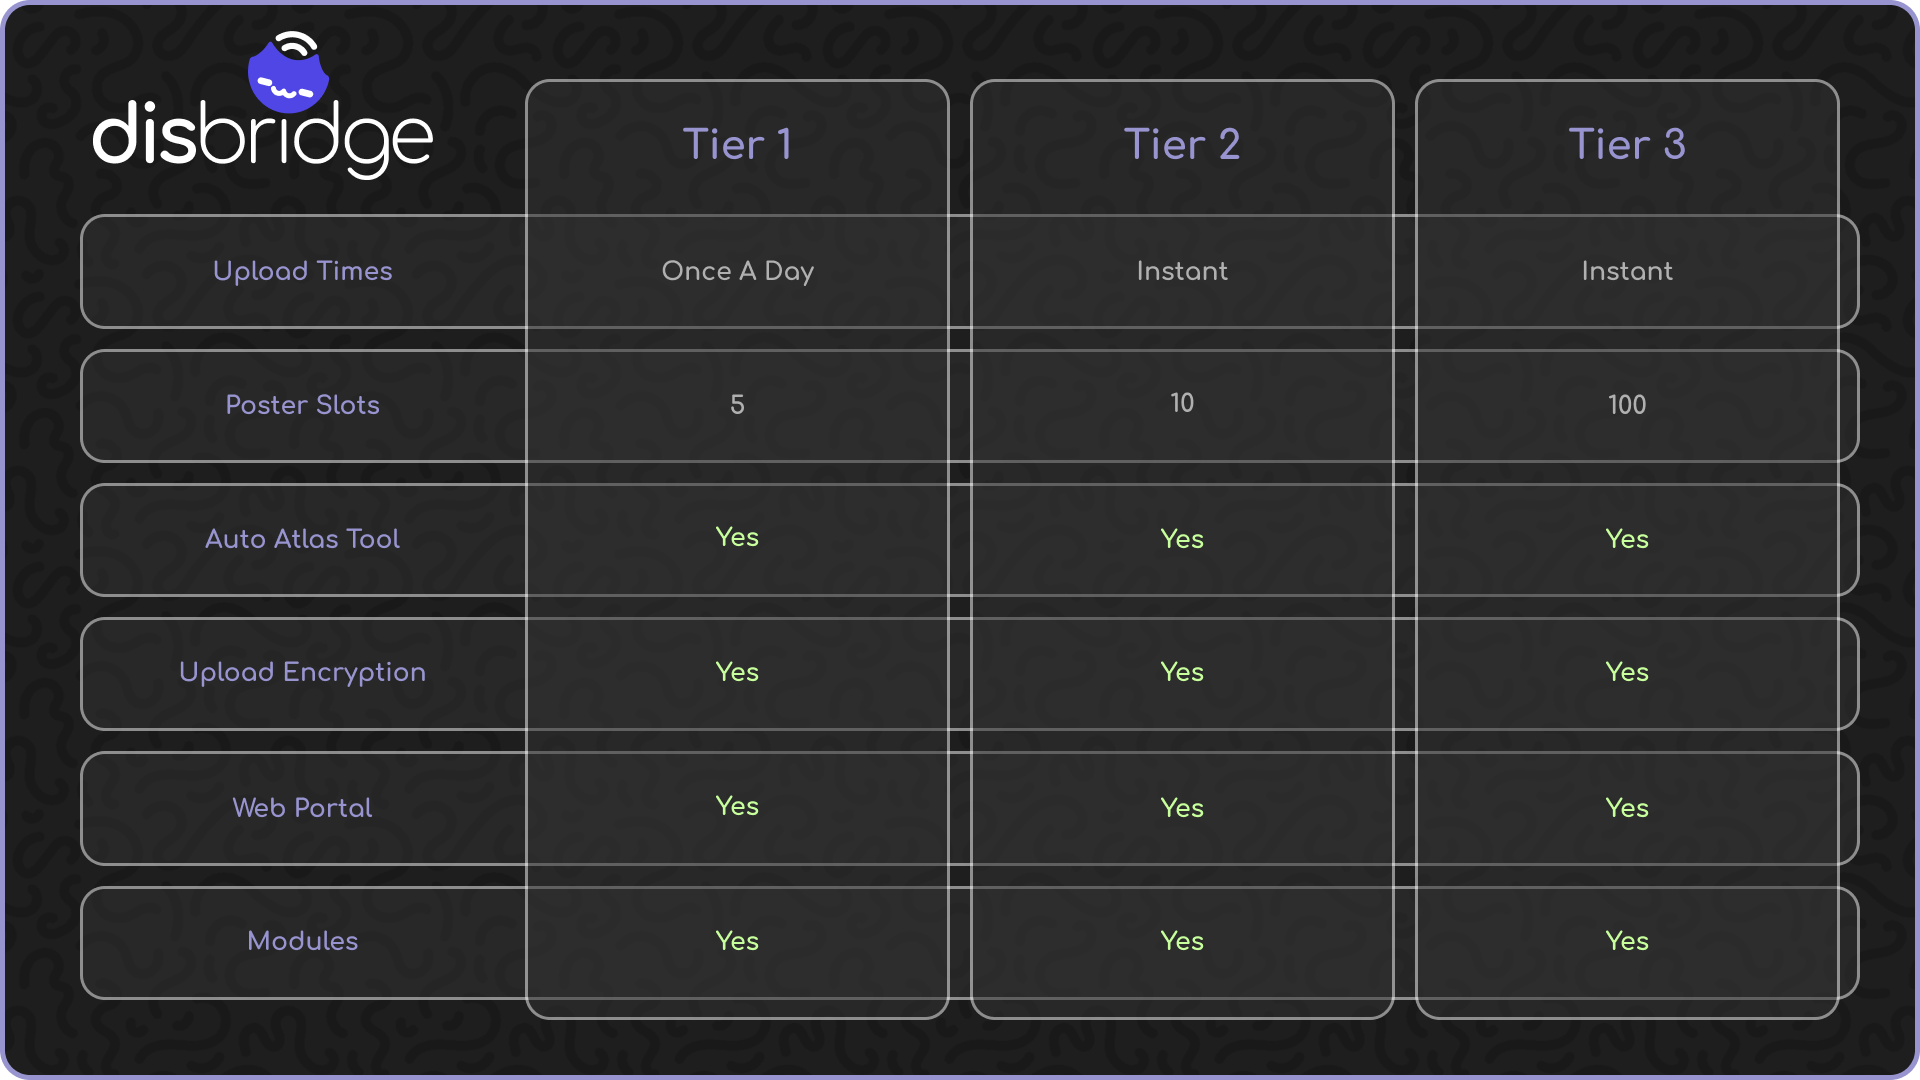 disbridge
Tier 1 Tier 2 Tier 3
Upload Times Once A Day Instant Instant
Poster Slots 5 10 100
Auto Atlas Tool Yes Yes Yes
Upload Encryption Yes Yes Yes
Web Portal Yes Yes Yes
Modules Yes Yes Yes